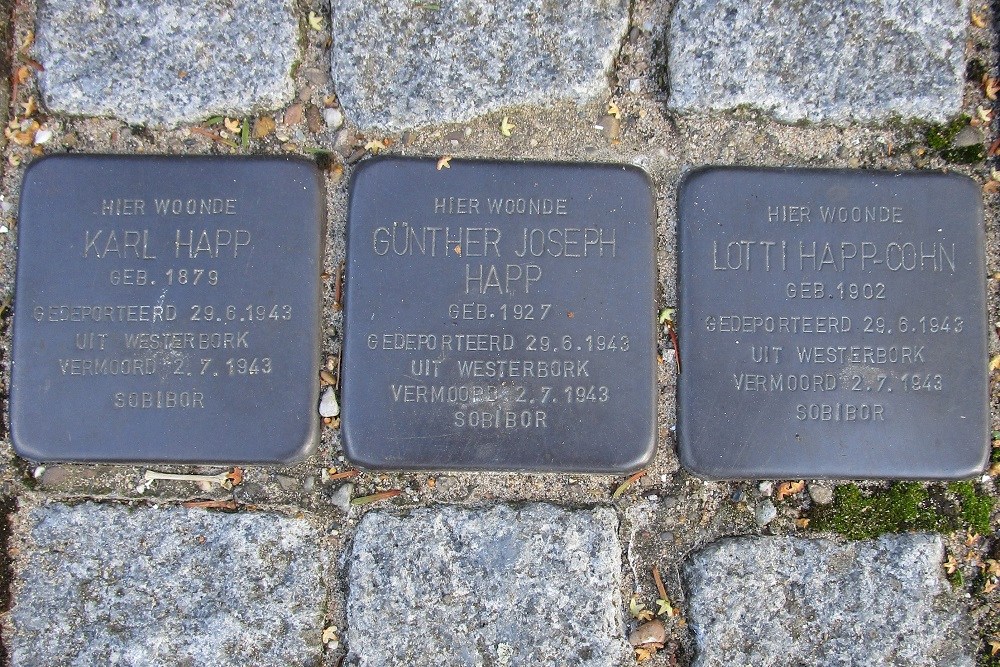 HIER WOONDE
KARL HAPP
GEB. 1879
GEDEPORTEERD 29.6.1943
UIT WESTERBORK
VERMOORD 2.7.1943
SOBIBOR
HIER WOONDE
GÜNTHER JOSEPH
HAPP
GEB.1927
GEDEPORTEERD 29.6.1943
UIT WESTERBORK
VERMOORD 2.7.1943
SOBIBOR
HIER WOONDE
LOTTI HAPP-COHN
GEB.1902
GEDEPORTEERD 29.6.1943
UIT WESTERBORK
VERMOORD 2.7.1943
SOBIBOR